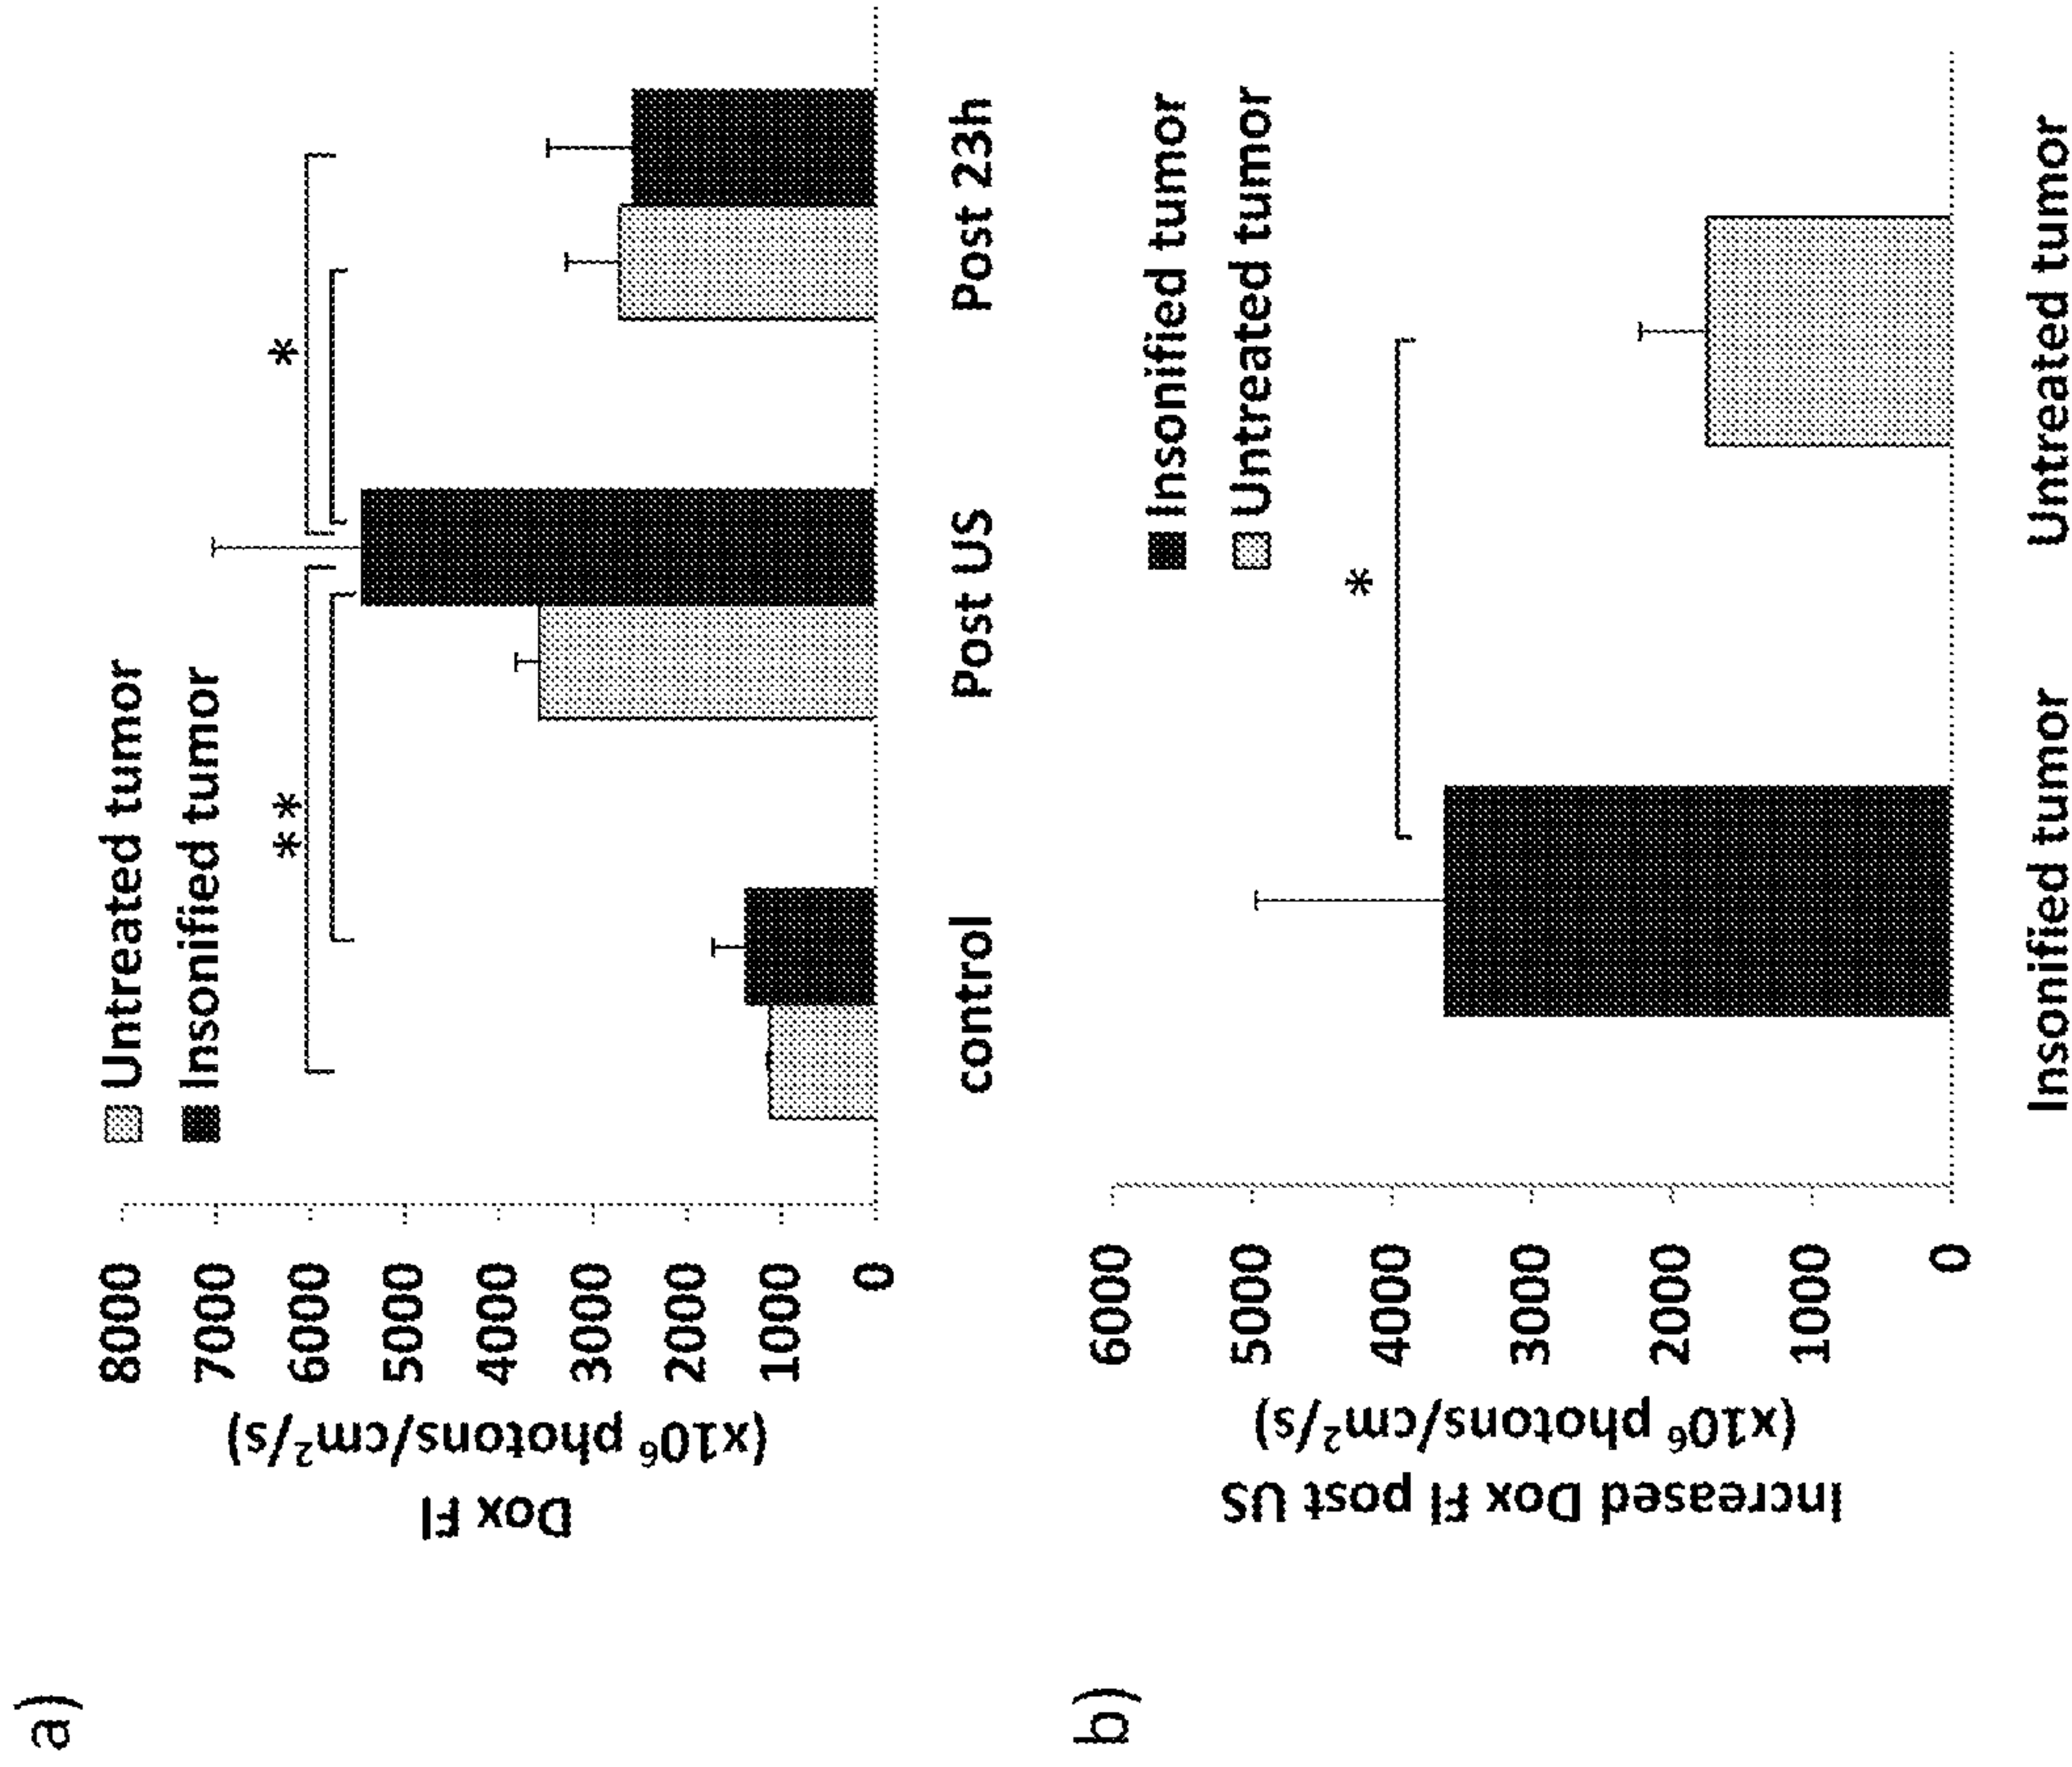 a)
Untreated tumor
Insonified tumor
**
*
8000
7000
6000
5000
4000
3000
2000
1000
0
Dox Fl
(x10⁶ photons/cm²/s)
control
Post US
Post 23h
b)
Insonified tumor
Untreated tumor
*
6000
5000
4000
3000
2000
1000
0
Increased Dox Fl post US
(x10⁶ photons/cm²/s)
Insonified tumor
Untreated tumor